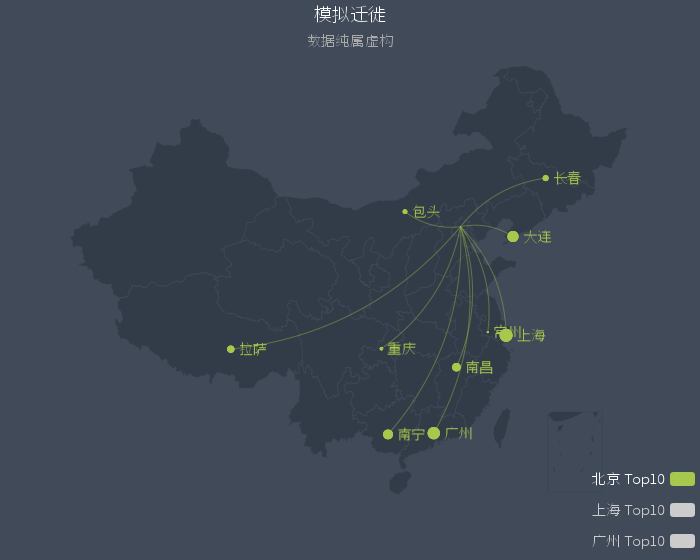 模拟迁徙
数据纯属虚构
长春
包头
大连
常州
上海
拉萨
重庆
南昌
南宁
广州
北京 Top10
上海 Top10
广州 Top10